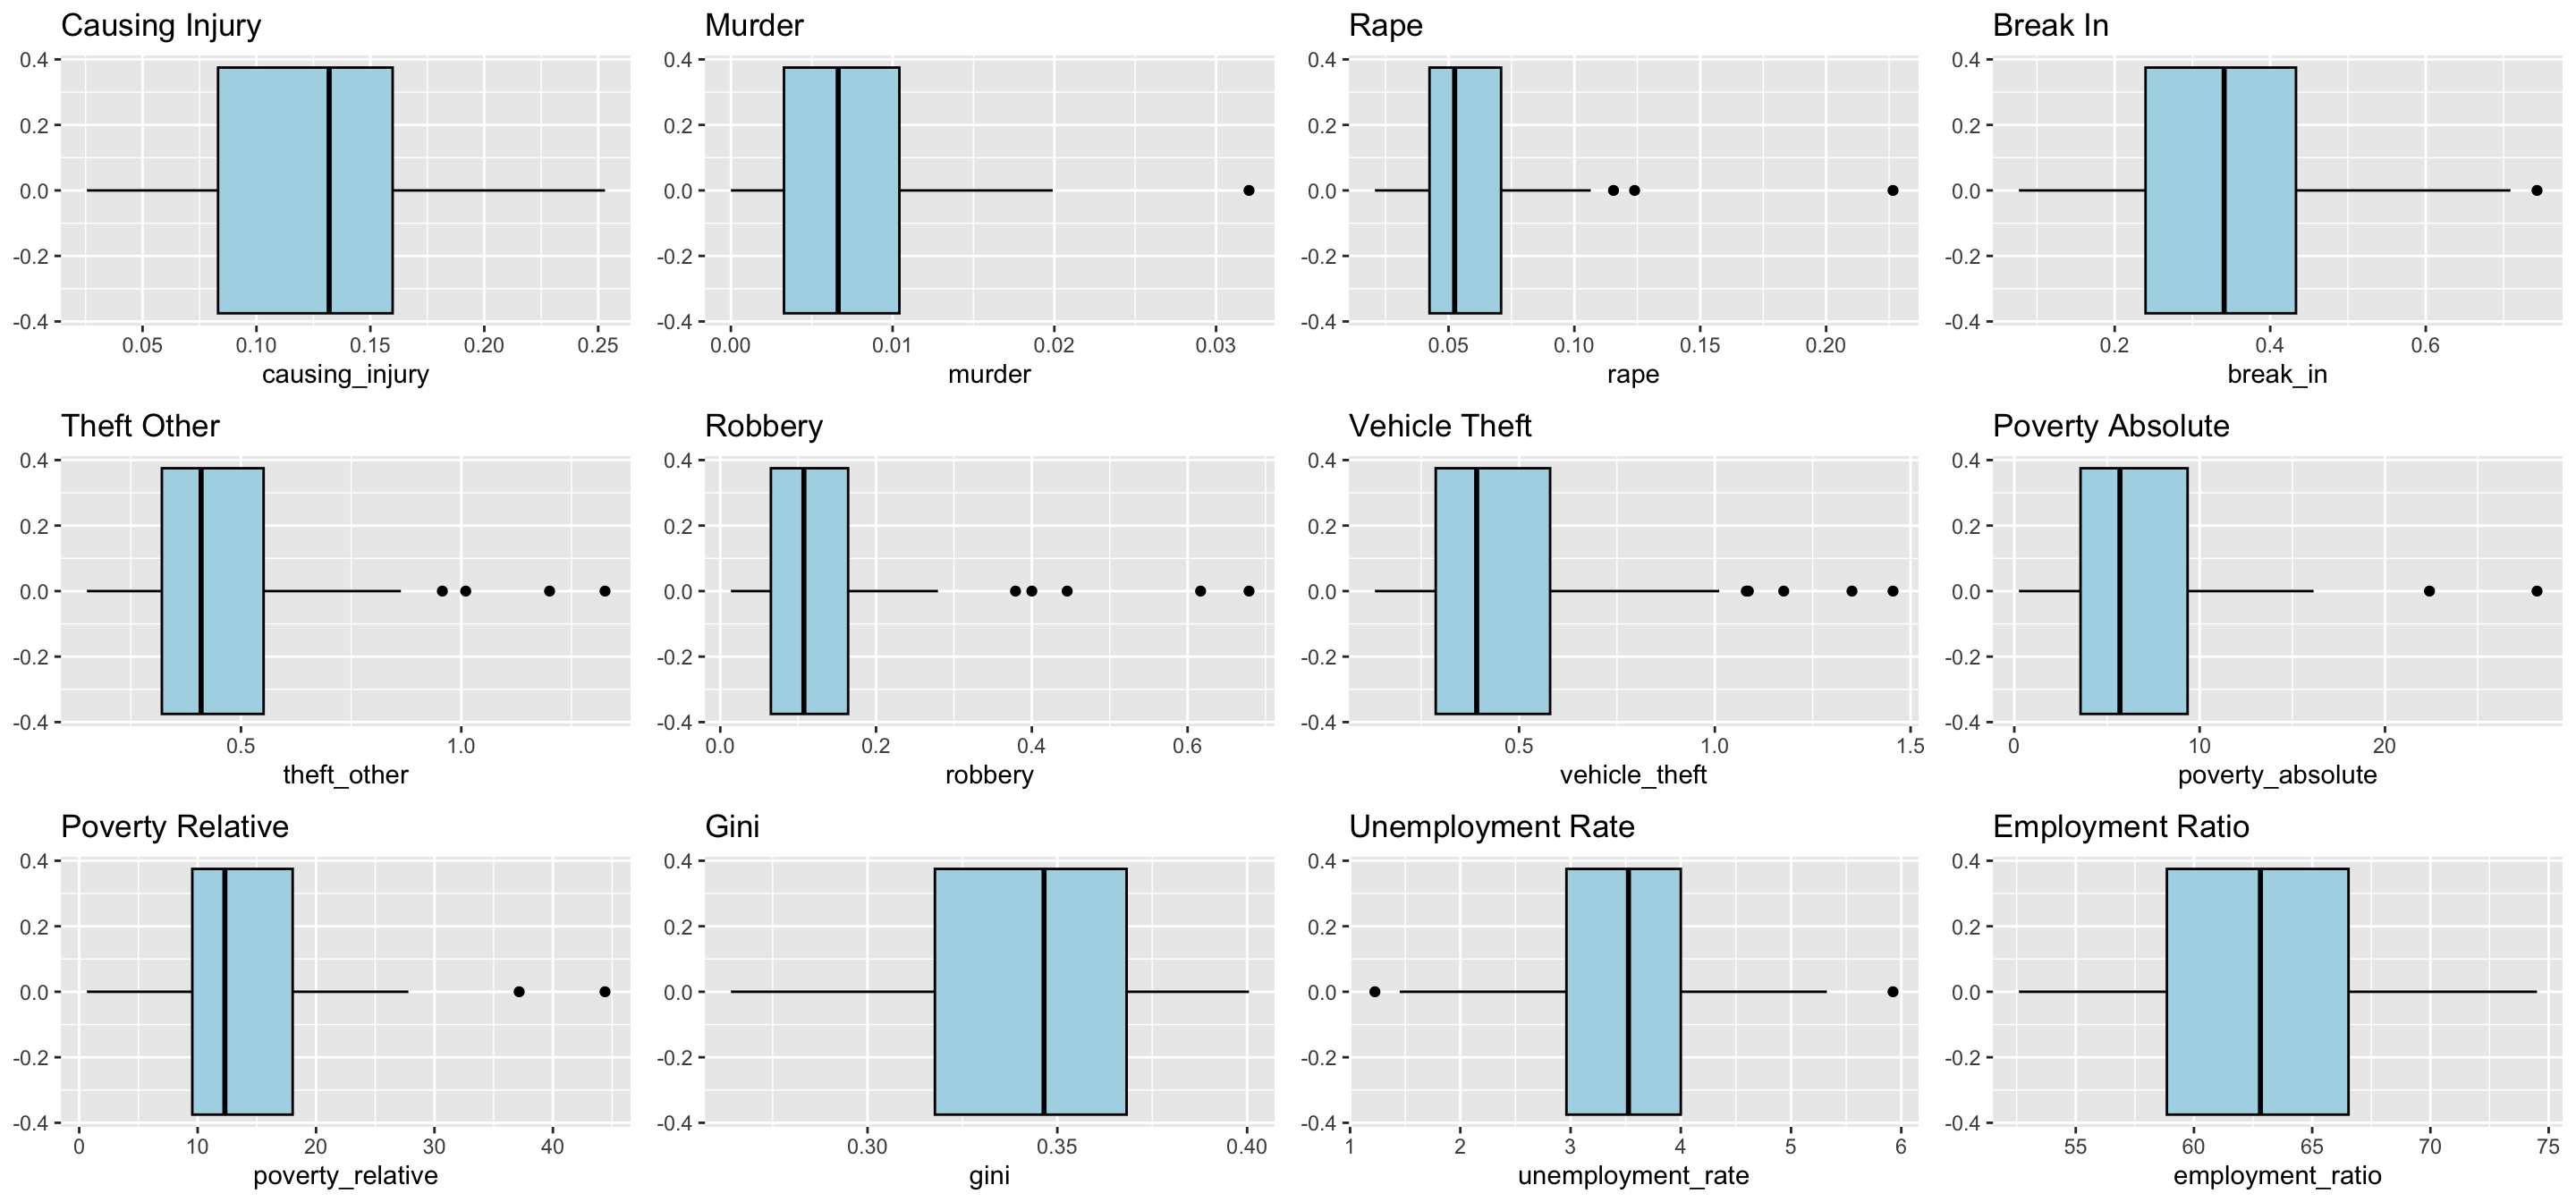 Causing Injury
0.4
0.2
0.0
-0.2
-0.4
0.05 0.10 0.15 0.20 0.25
causing_injury
Murder
0.4
0.2
0.0
-0.2
-0.4
0.00 0.01 0.02 0.03
murder
Rape
0.4
0.2
0.0
-0.2
-0.4
0.05 0.10 0.15 0.20
rape
Break In
0.4
0.2
0.0
-0.2
-0.4
0.2 0.4 0.6
break_in
Theft Other
0.4
0.2
0.0
-0.2
-0.4
0.5 1.0
theft_other
Robbery
0.4
0.2
0.0
-0.2
-0.4
0.0 0.2 0.4 0.6
robbery
Vehicle Theft
0.4
0.2
0.0
-0.2
-0.4
0.5 1.0 1.5
vehicle_theft
Poverty Absolute
0.4
0.2
0.0
-0.2
-0.4
0 10 20
poverty_absolute
Poverty Relative
0.4
0.2
0.0
-0.2
-0.4
0 10 20 30 40
poverty_relative
Gini
0.4
0.2
0.0
-0.2
-0.4
0.30 0.35 0.40
gini
Unemployment Rate
0.4
0.2
0.0
-0.2
-0.4
1 2 3 4 5 6
unemployment_rate
Employment Ratio
0.4
0.2
0.0
-0.2
-0.4
55 60 65 70 75
employment_ratio